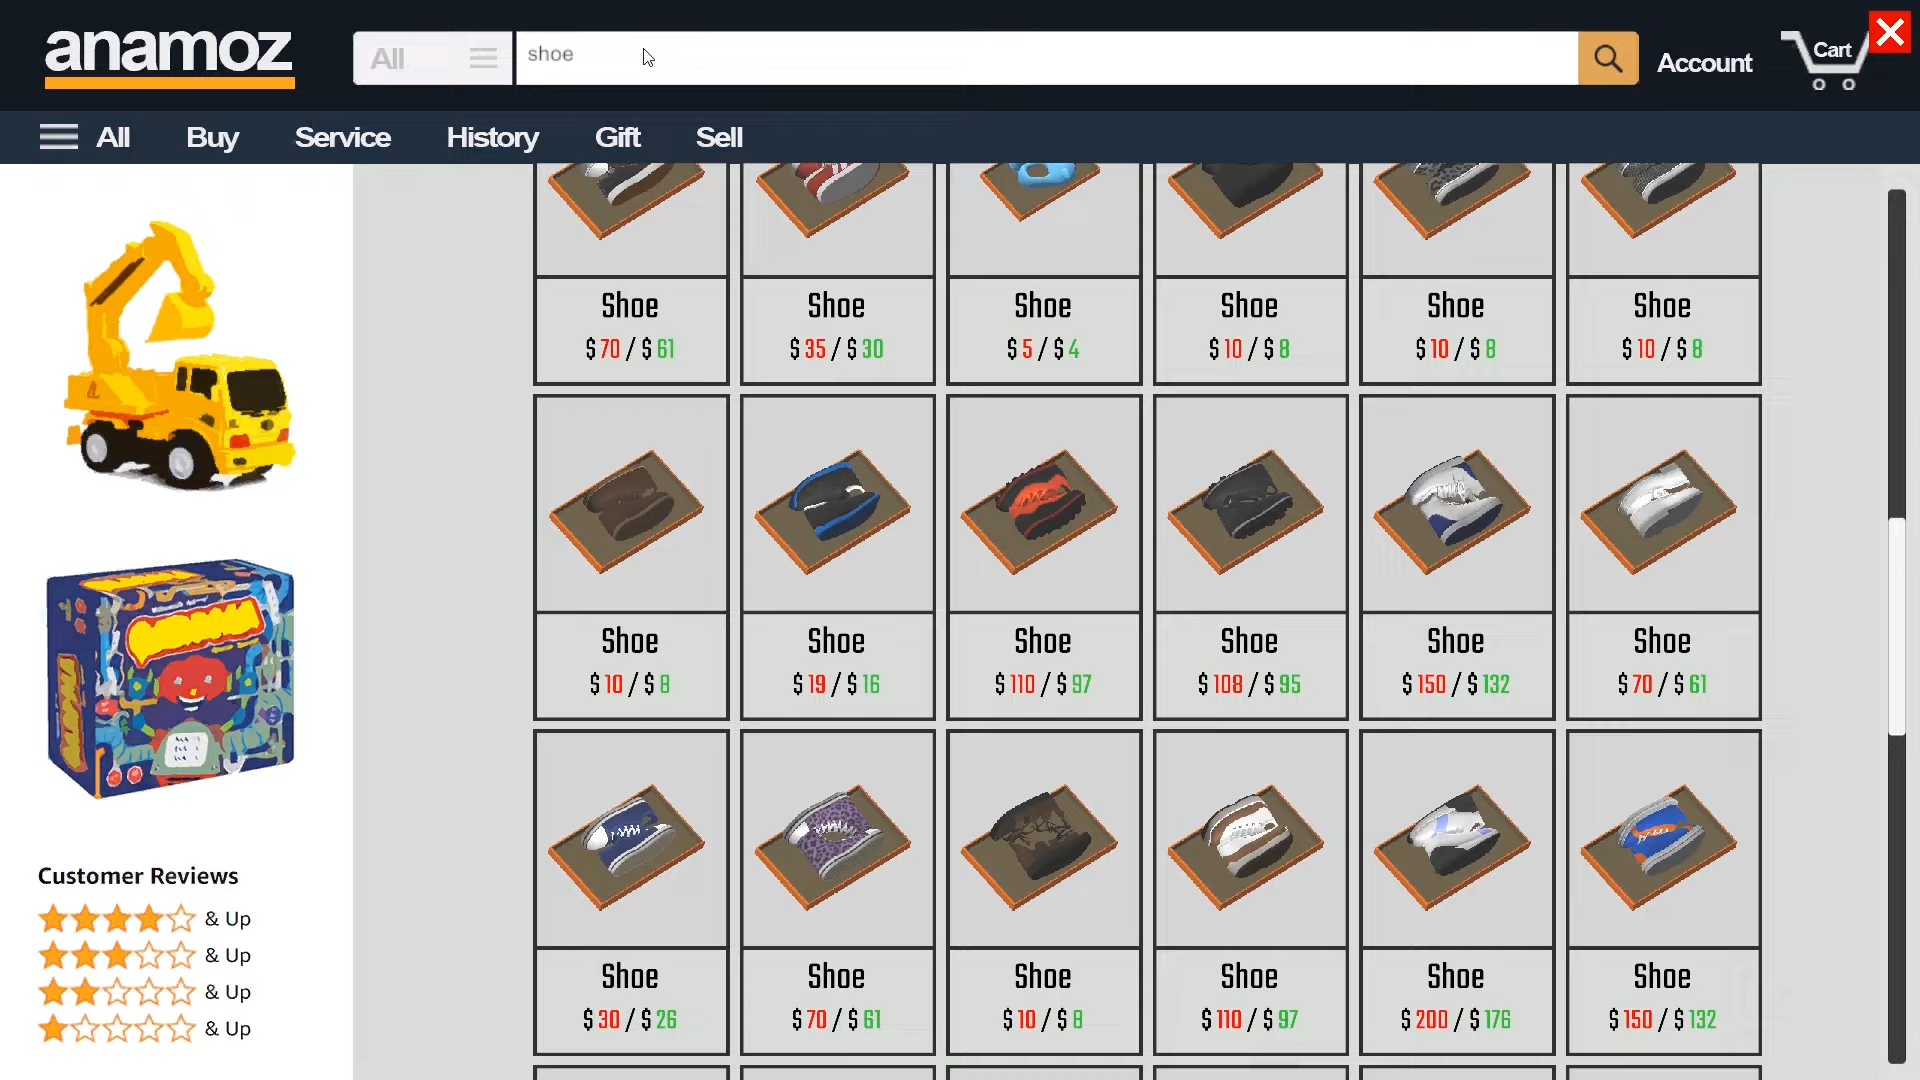 anamoz
All
shoe
Account
Cart
All
Buy
Service
History
Gift
Sell
Shoe
$ 70 / $ 61
Shoe
$ 35 / $ 30
Shoe
$ 5 / $ 4
Shoe
$ 10 / $ 8
Shoe
$ 10 / $ 8
Shoe
$ 10 / $ 8
Shoe
$ 10 / $ 8
Shoe
$ 19 / $ 16
Shoe
$ 110 / $ 97
Shoe
$ 108 / $ 95
Shoe
$ 150 / $ 132
Shoe
$ 70 / $ 61
Shoe
$ 30 / $ 26
Shoe
$ 70 / $ 61
Shoe
$ 10 / $ 8
Shoe
$ 110 / $ 97
Shoe
$ 200 / $ 176
Shoe
$ 150 / $ 132
Customer Reviews
& Up
& Up
& Up
& Up